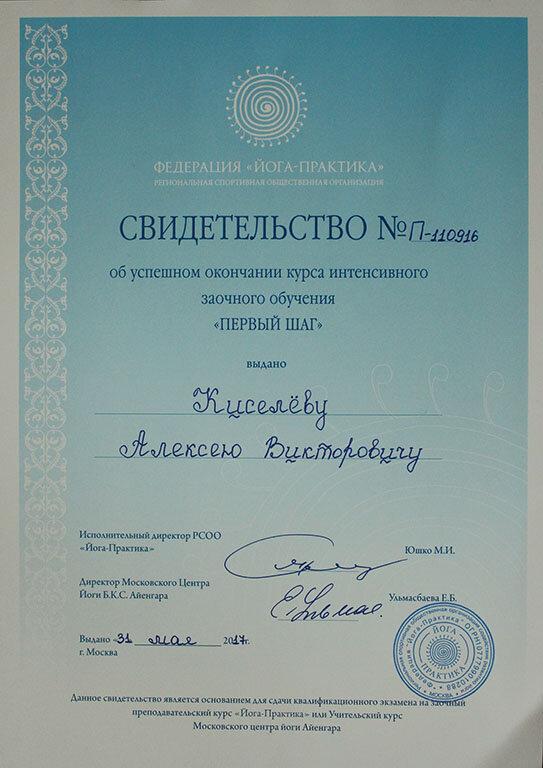 ФЕДЕРАЦИЯ «ЙОГА-ПРАКТИКА»
РЕГИОНАЛЬНАЯ СПОРТИВНАЯ ОБЩЕСТВЕННАЯ ОРГАНИЗАЦИЯ
СВИДЕТЕЛЬСТВО № П-110916
об успешном окончании курса интенсивного
заочного обучения
«ПЕРВЫЙ ШАГ»
выдано
Киселёву
Алексею Викторовичу
Исполнительный директор РСОО
«Йога-Практика»
Юшко М.И.
Директор Московского Центра
Йоги Б.К.С. Айенгара
Ульмасбаева Е.Б.
Выдано «31 мая 2017г.
г. Москва
ЙОГА
ПРАКТИКА
МОСКВА
Данное свидетельство является основанием для сдачи квалификационного экзамена на заочный
преподавательский курс «Йога-Практика» или Учительский курс
Московского центра йоги Айенгара